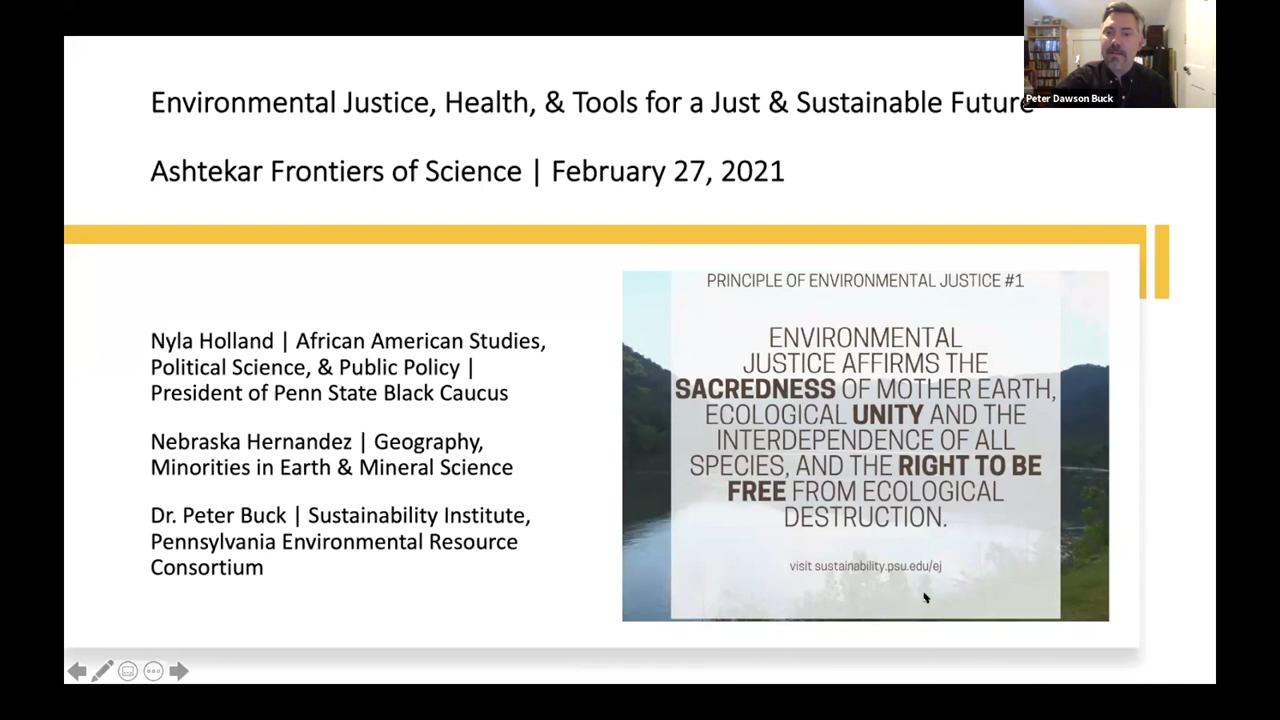 Environmental Justice, Health, & Tools for a Just & Sustainable Future
Peter Dawson Buck
Ashtekar Frontiers of Science | February 27, 2021
Nyla Holland | African American Studies,
Political Science, & Public Policy |
President of Penn State Black Caucus
Nebraska Hernandez | Geography,
Minorities in Earth & Mineral Science
Dr. Peter Buck | Sustainability Institute,
Pennsylvania Environmental Resource
Consortium
PRINCIPLE OF ENVIRONMENTAL JUSTICE #1
ENVIRONMENTAL
JUSTICE AFFIRMS THE
SACREDNESS OF MOTHER EARTH,
ECOLOGICAL UNITY AND THE
INTERDEPENDENCE OF ALL
SPECIES, AND THE RIGHT TO BE
FREE FROM ECOLOGICAL
DESTRUCTION.
visit sustainability.psu.edu/ej